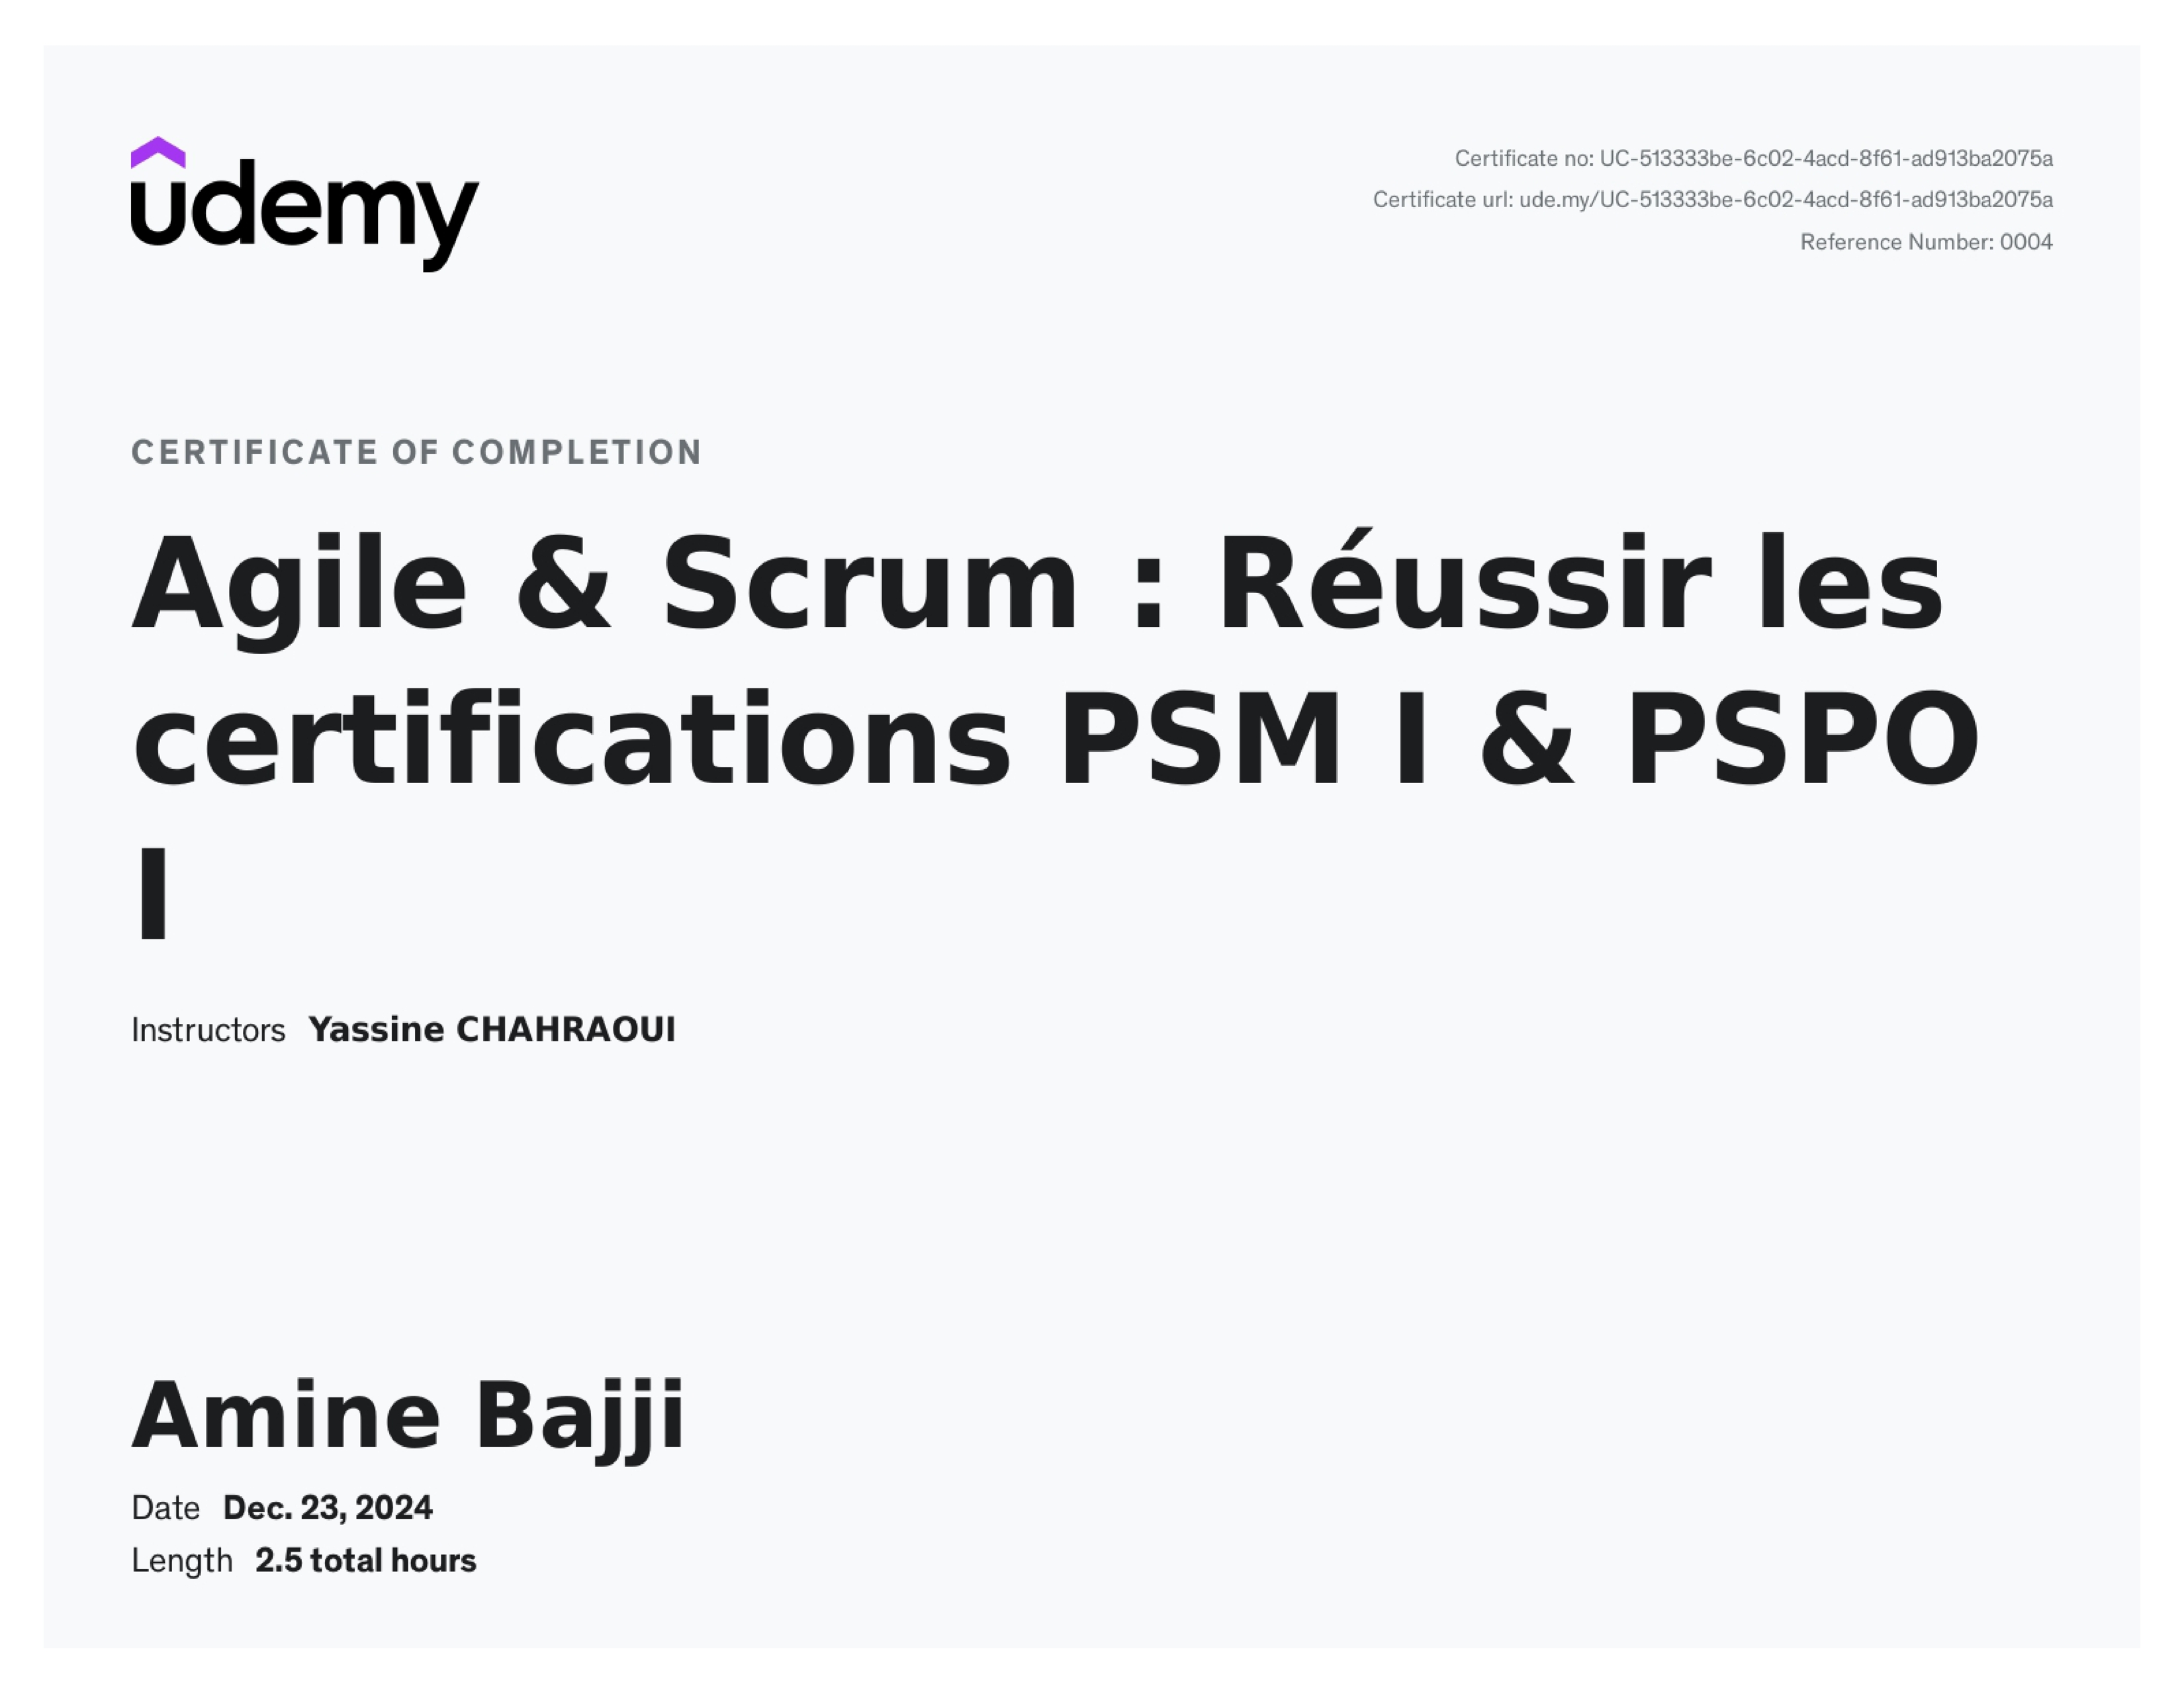 udemy
Certificate no: UC-513333be-6c02-4acd-8f61-ad913ba2075a
Certificate url: ude.my/UC-513333be-6c02-4acd-8f61-ad913ba2075a
Reference Number: 0004
CERTIFICATE OF COMPLETION
Agile & Scrum : Réussir les
certifications PSM I & PSPO
I
Instructors Yassine CHAHRAOUI
Amine Bajji
Date Dec. 23, 2024
Length 2.5 total hours